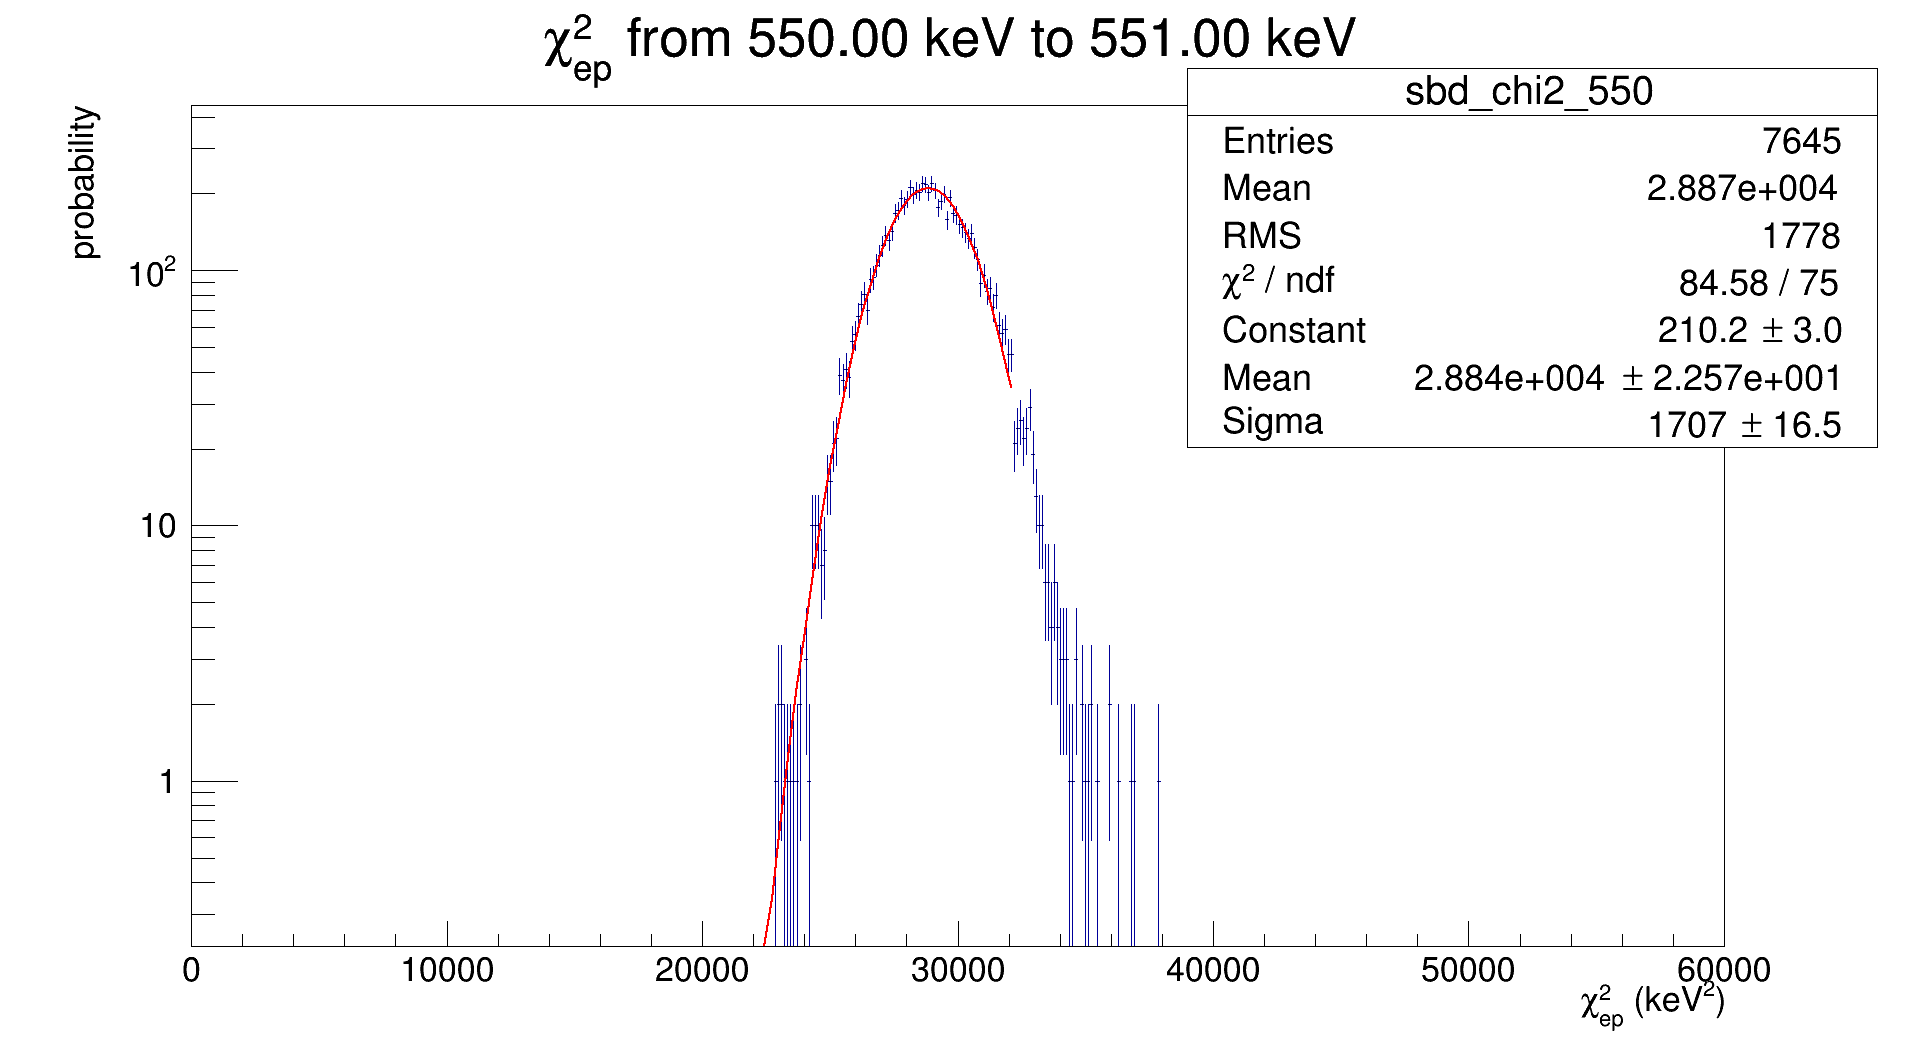 χ²ep from 550.00 keV to 551.00 keV
sbd_chi2_550
Entries 7645
Mean 2.887e+004
RMS 1778
χ² / ndf 84.58 / 75
Constant 210.2 ± 3.0
Mean 2.884e+004 ± 2.257e+001
Sigma 1707 ± 16.5
probability
10²
10
1
0 10000 20000 30000 40000 50000 60000
χ²ep (keV²)